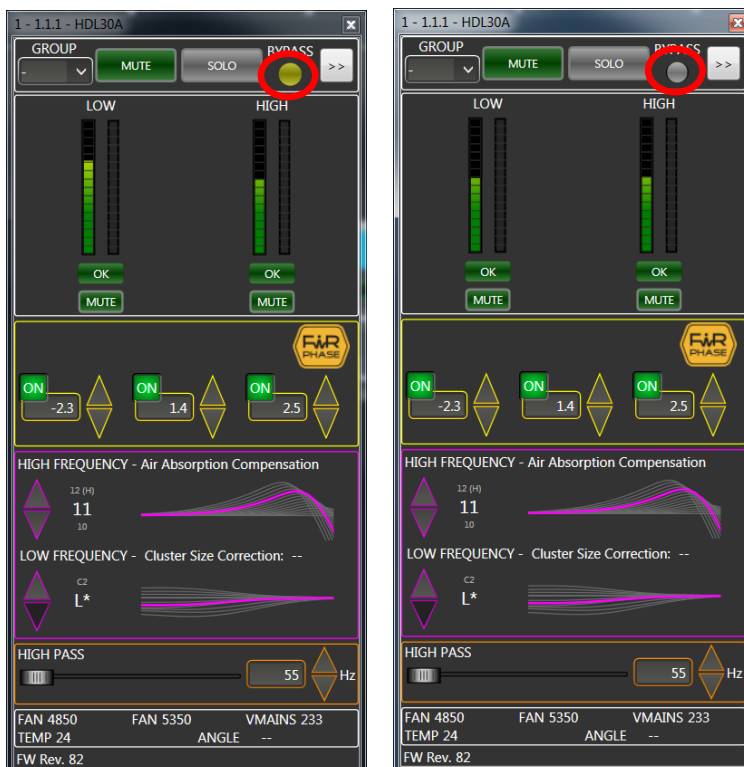 1 - 1.1.1 - HDL30A
GROUP
BYPASS
-
MUTE
SOLO
>>
LOW
HIGH
OK
OK
MUTE
MUTE
FiR
PHASE
ON
ON
ON
-2.3
1.4
2.5
HIGH FREQUENCY - Air Absorption Compensation
12 (H)
11
10
LOW FREQUENCY - Cluster Size Correction: --
C2
L*
HIGH PASS
55 Hz
FAN 4850 FAN 5350 VMAINS 233
TEMP 24 ANGLE --
FW Rev. 82
1 - 1.1.1 - HDL30A
GROUP
BYPASS
-
MUTE
SOLO
>>
LOW
HIGH
OK
OK
MUTE
MUTE
FiR
PHASE
ON
ON
ON
-2.3
1.4
2.5
HIGH FREQUENCY - Air Absorption Compensation
12 (H)
11
10
LOW FREQUENCY - Cluster Size Correction: --
C2
L*
HIGH PASS
55 Hz
FAN 4850 FAN 5350 VMAINS 233
TEMP 24 ANGLE --
FW Rev. 82